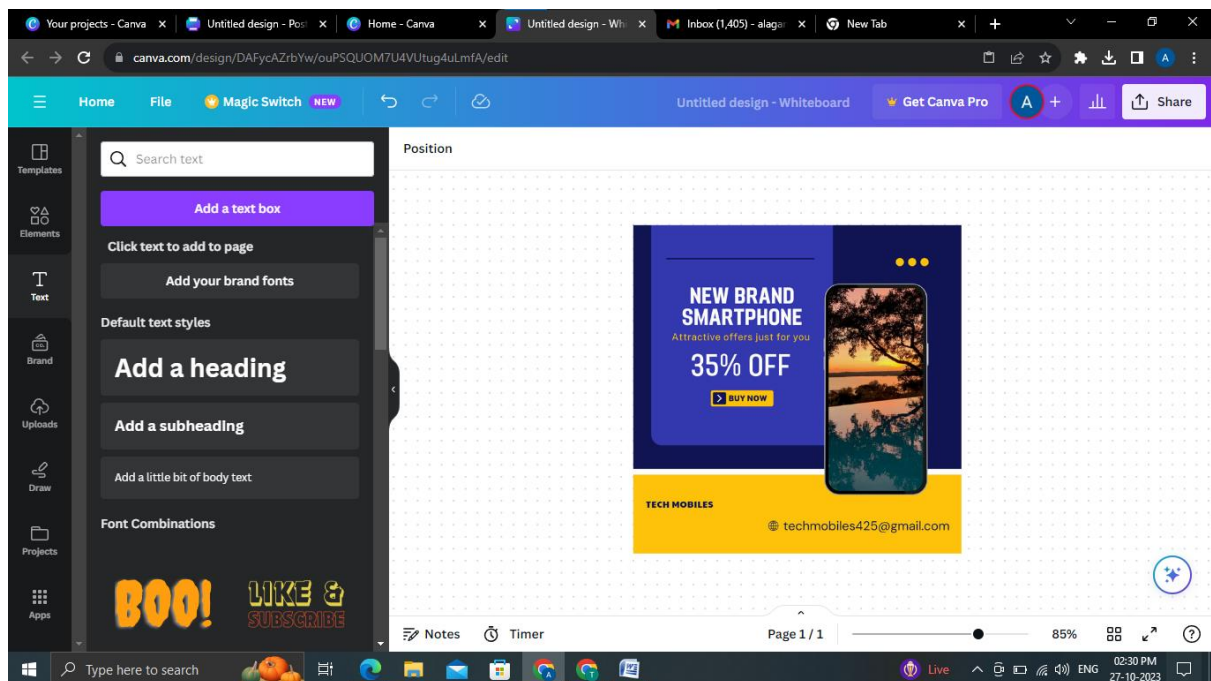 Your projects - Canva
Untitled design - Pos
Home - Canva
Untitled design - Wh
Inbox (1,405) - alagar
New Tab
canva.com/design/DAFycAZrbYw/ouPSQUOM7U4VUtug4uLmfA/edit
Home File Magic Switch NEW Untitled design - Whiteboard Get Canva Pro A + Share
Templates
Elements
Text
Brand
Uploads
Draw
Projects
Apps
Search text
Add a text box
Click text to add to page
Add your brand fonts
Default text styles
Add a heading
Add a subheading
Add a little bit of body text
Font Combinations
BOO!
LIKE &
SUBSCRIBE
Position
NEW BRAND
SMARTPHONE
Attractive offers just for you
35% OFF
BUY NOW
TECH MOBILES
techmobiles425@gmail.com
Notes Timer Page 1 / 1 85%
Type here to search
Live
ENG
02:30 PM
27-10-2023